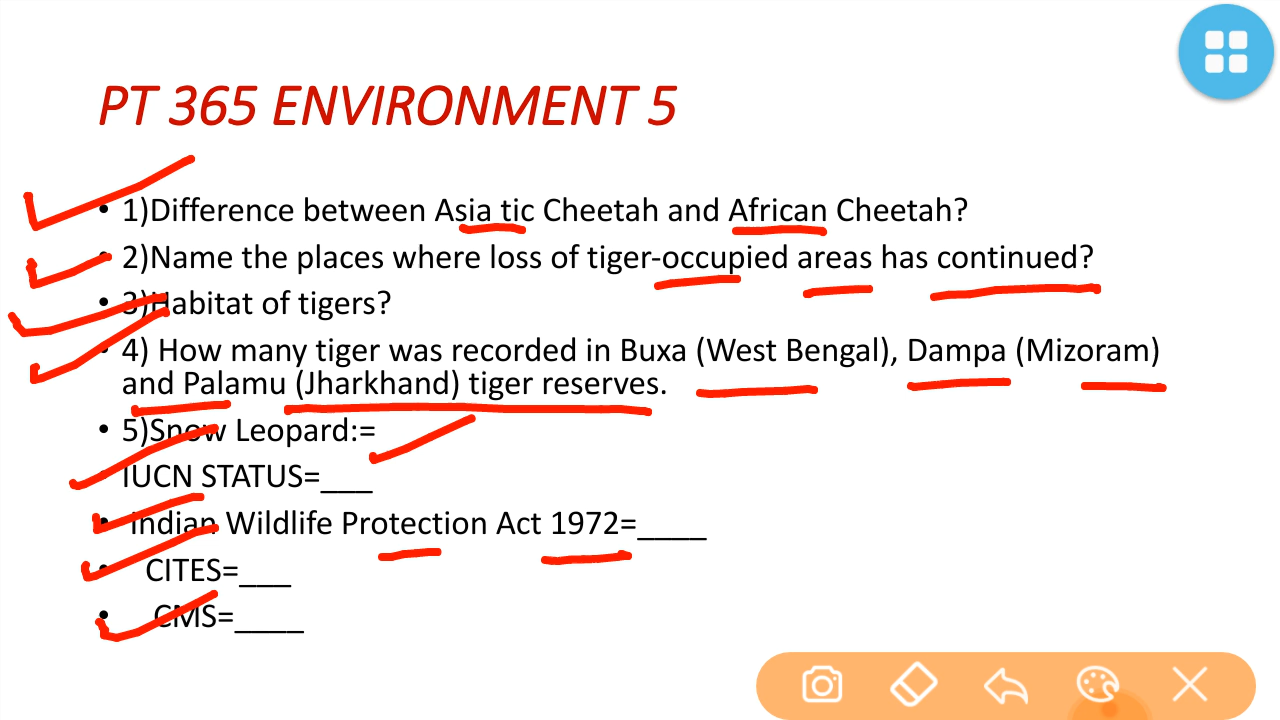 PT 365 ENVIRONMENT 5
• 1)Difference between Asia tic Cheetah and African Cheetah?
• 2)Name the places where loss of tiger-occupied areas has continued?
• 3)Habitat of tigers?
• 4) How many tiger was recorded in Buxa (West Bengal), Dampa (Mizoram)
and Palamu (Jharkhand) tiger reserves.
• 5)Snow Leopard:=
• IUCN STATUS=___
• Indian Wildlife Protection Act 1972=____
• CITES=___
• CMS=____